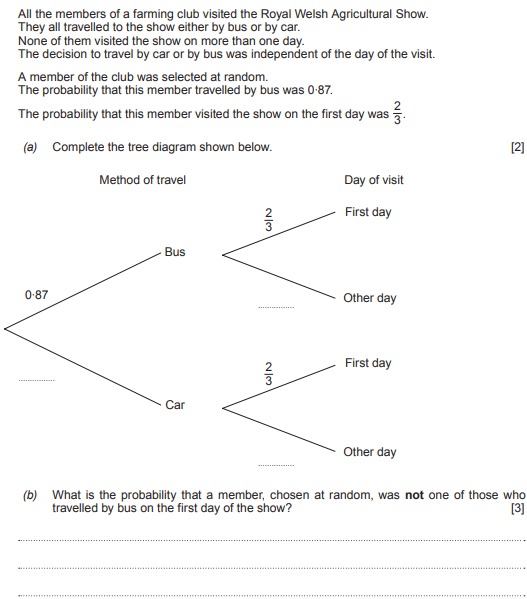 All the members of a farming club visited the Royal Welsh Agricultural Show.
They all travelled to the show either by bus or by car.
None of them visited the show on more than one day.
The decision to travel by car or by bus was independent of the day of the visit.
A member of the club was selected at random.
The probability that this member travelled by bus was 0·87.
The probability that this member visited the show on the first day was 2/3.
(a) Complete the tree diagram shown below. [2]
Method of travel Day of visit
2/3 First day
Bus
0·87
Other day
2/3 First day
Car
Other day
(b) What is the probability that a member, chosen at random, was not one of those who
travelled by bus on the first day of the show? [3]